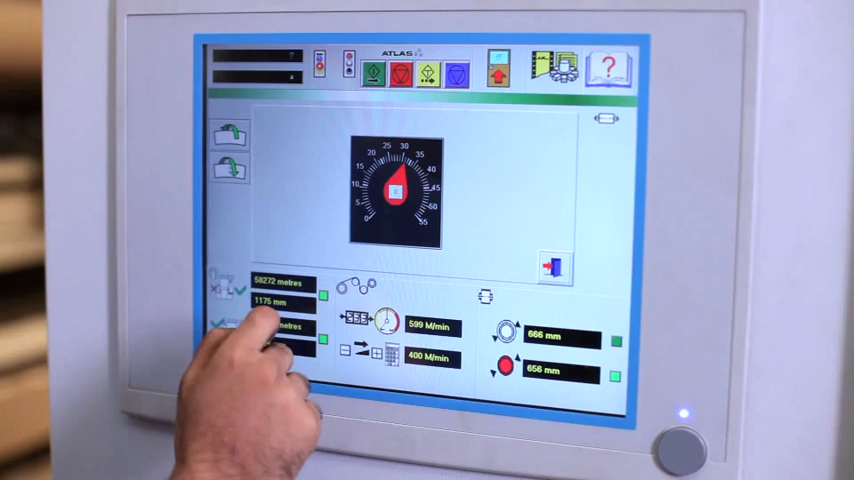 ATLAS
?
0
5
10
15
20
25
30
35
40
45
50
55
58272 metres
1175 mm
metres
599 M/min
400 M/min
666 mm
656 mm